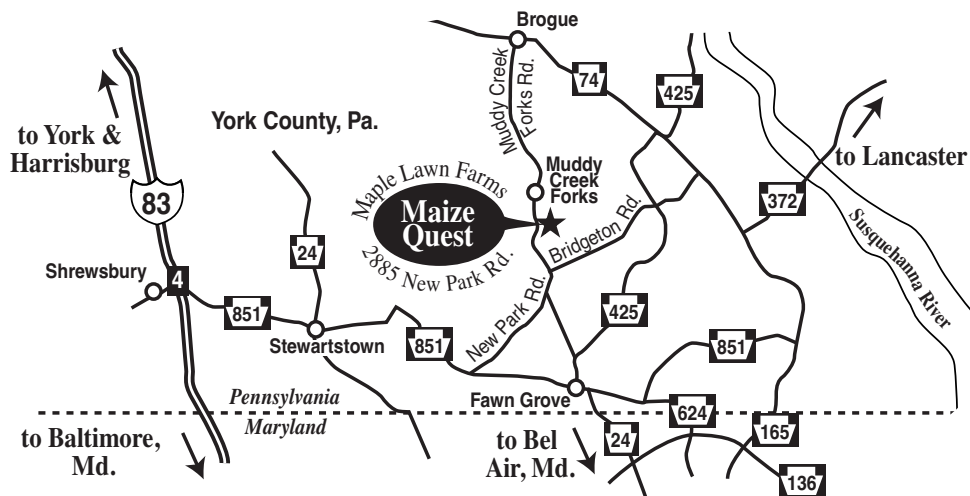 Brogue
Muddy Creek
Forks Rd.
74
425
to York &
Harrisburg
York County, Pa.
to Lancaster
Maple Lawn Farms
Maize
Quest
2885 New Park Rd.
Muddy
Creek
Forks
372
83
24
Bridgeton Rd.
Susquehanna River
Shrewsbury
4
851
Stewartstown
851
New Park Rd.
425
851
Fawn Grove
624
Pennsylvania
Maryland
to Baltimore,
Md.
to Bel
Air, Md.
24
165
136